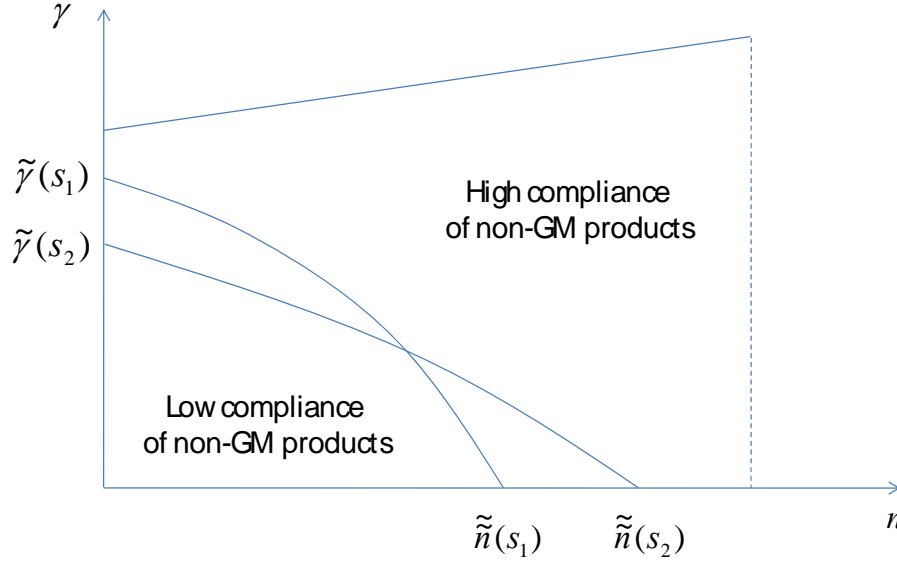 γ
γ̃(s₁)
High compliance
of non-GM products
γ̃(s₂)
Low compliance
of non-GM products
n
ñ̃(s₁)
ñ̃(s₂)